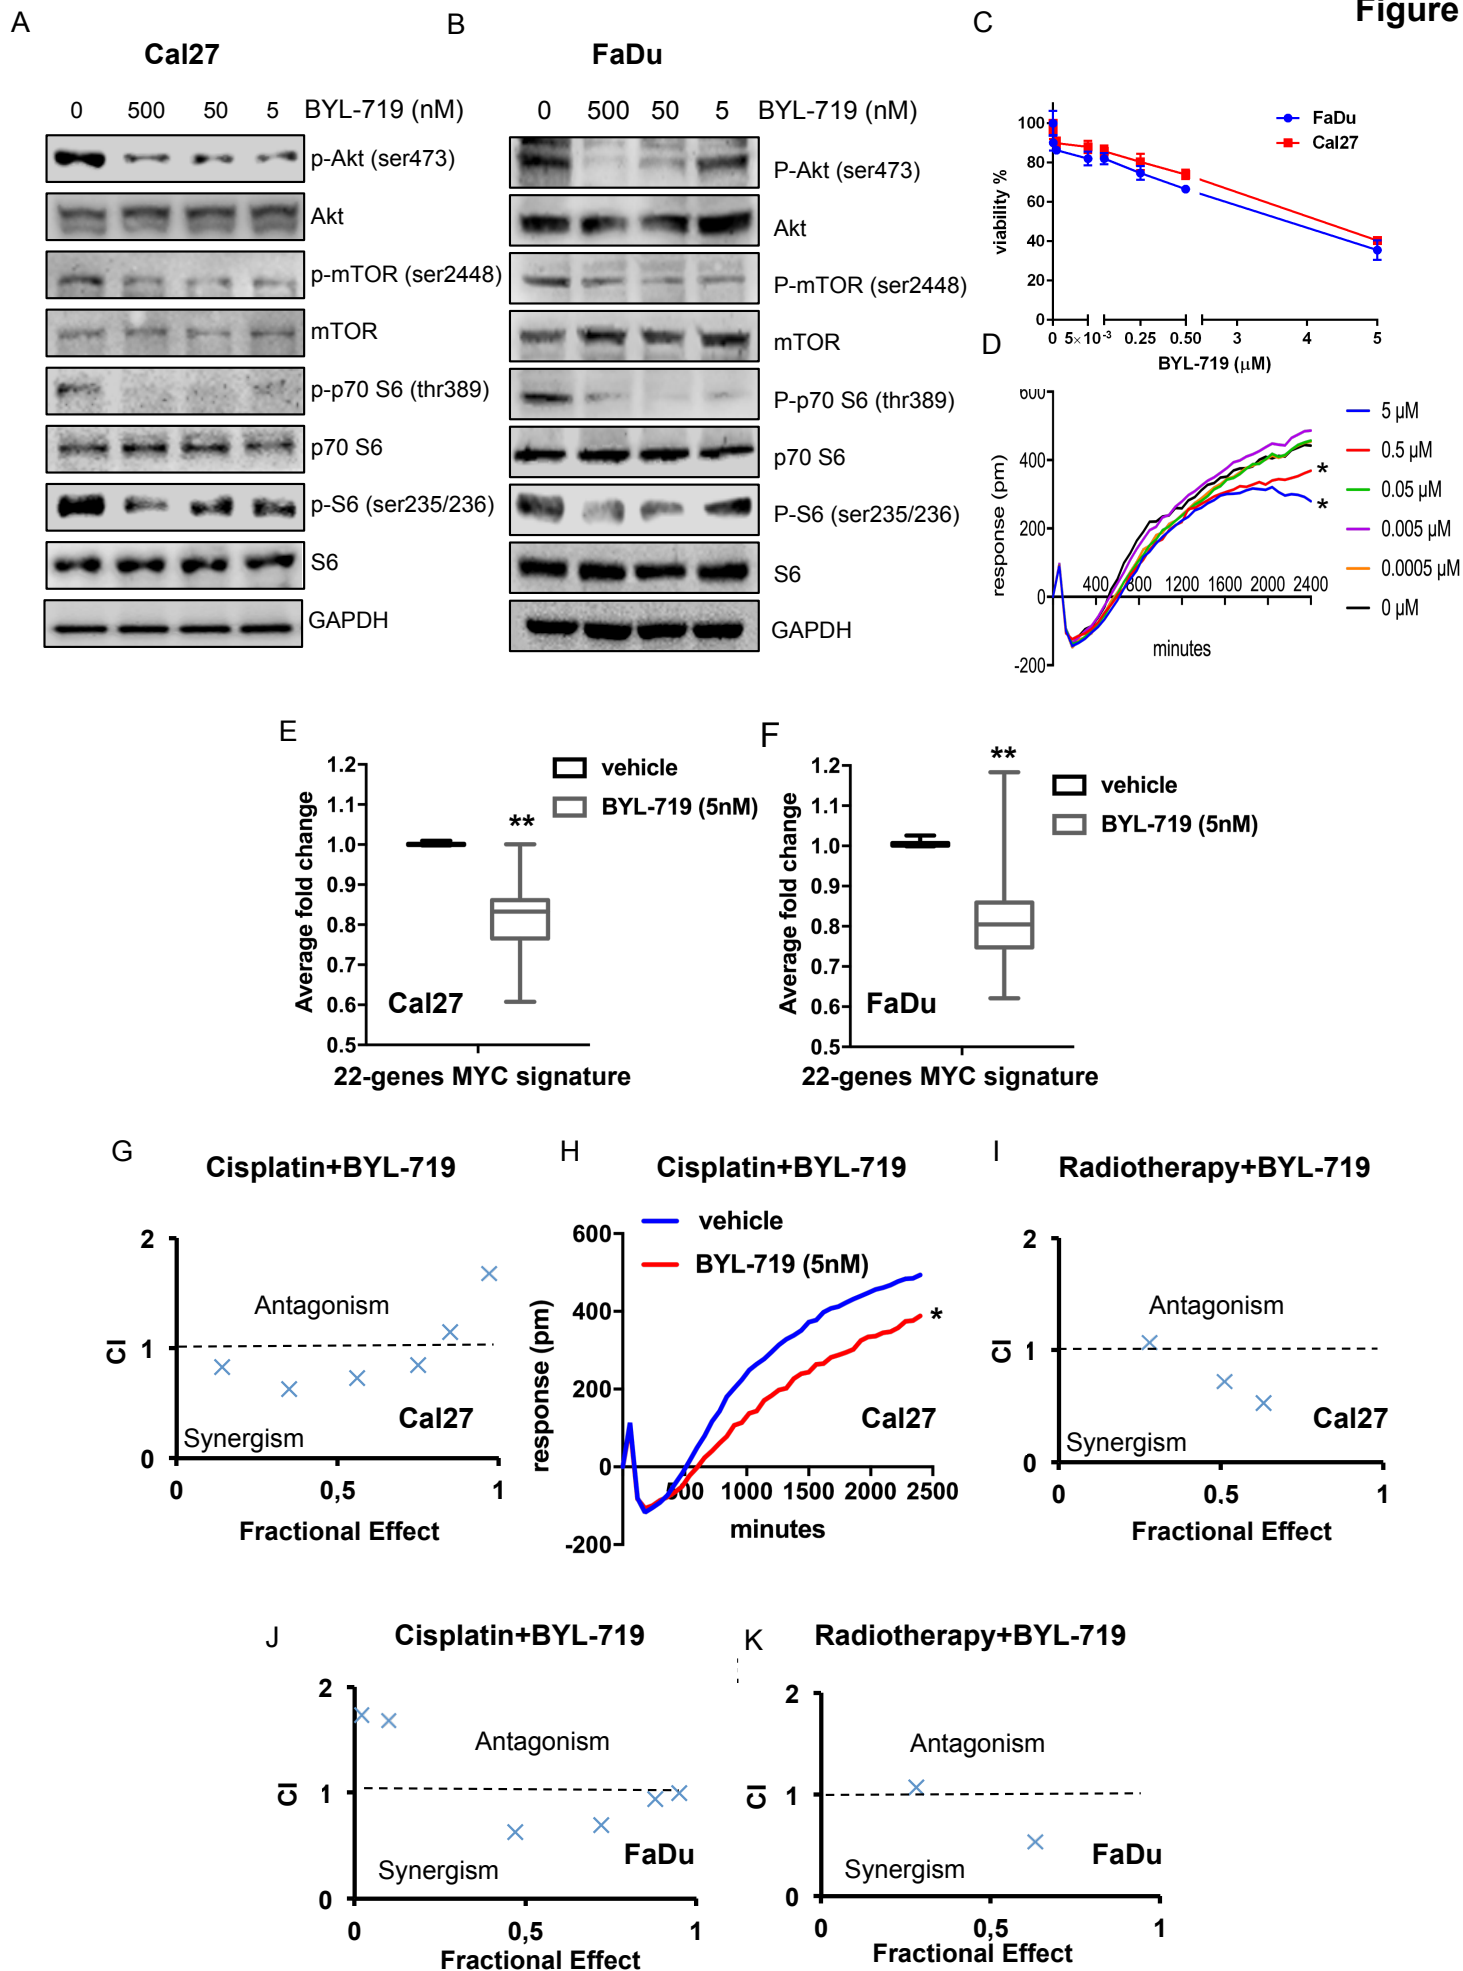 Figure
A
Cal27
0 500 50 5 BYL-719 (nM)
p-Akt (ser473)
Akt
p-mTOR (ser2448)
mTOR
p-p70 S6 (thr389)
p70 S6
p-S6 (ser235/236)
S6
GAPDH
B
FaDu
0 500 50 5 BYL-719 (nM)
P-Akt (ser473)
Akt
P-mTOR (ser2448)
mTOR
P-p70 S6 (thr389)
p70 S6
P-S6 (ser235/236)
S6
GAPDH
C
viability %
100
80
60
40
20
0
0 5×10⁻³ 0.25 0.50 3 4 5
BYL-719 (µM)
FaDu
Cal27
D
response (pm)
600
400
200
0
-200
400 800 1200 1600 2000 2400
minutes
5 µM
0.5 µM
0.05 µM
0.005 µM
0.0005 µM
0 µM
*
*
E
Average fold change
1.2
1.1
1.0
0.9
0.8
0.7
0.6
0.5
vehicle
BYL-719 (5nM)
**
Cal27
22-genes MYC signature
F
Average fold change
1.2
1.1
1.0
0.9
0.8
0.7
0.6
0.5
vehicle
BYL-719 (5nM)
**
FaDu
22-genes MYC signature
G
Cisplatin+BYL-719
CI
2
1
0
Antagonism
Synergism
Cal27
0 0,5 1
Fractional Effect
H
Cisplatin+BYL-719
vehicle
BYL-719 (5nM)
response (pm)
600
400
200
0
-200
*
Cal27
500 1000 1500 2000 2500
minutes
I
Radiotherapy+BYL-719
CI
2
1
0
Antagonism
Synergism
Cal27
0 0,5 1
Fractional Effect
J
Cisplatin+BYL-719
CI
2
1
0
Antagonism
Synergism
FaDu
0 0,5 1
Fractional Effect
K
Radiotherapy+BYL-719
CI
2
1
0
Antagonism
Synergism
FaDu
0 0,5 1
Fractional Effect